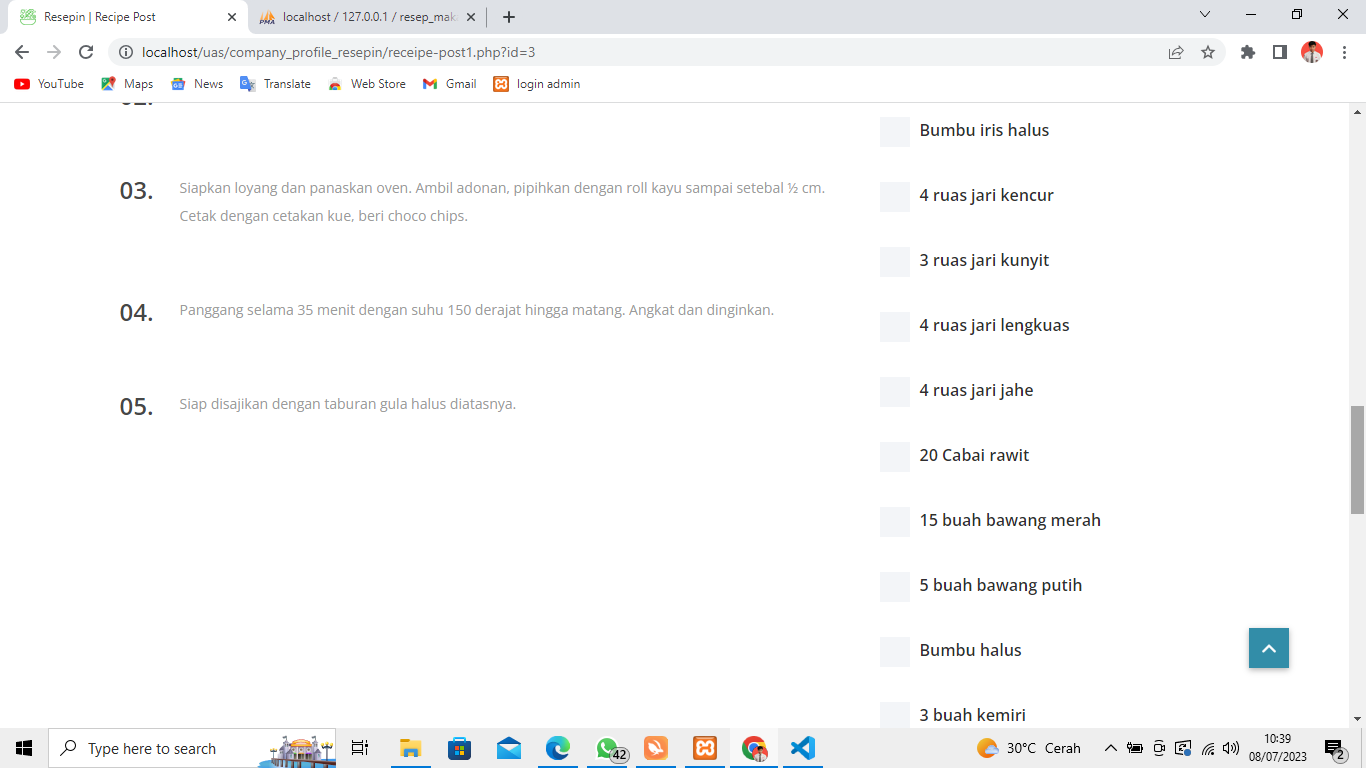 Resepin | Recipe Post
localhost / 127.0.0.1 / resep_mak
localhost/uas/company_profile_resepin/receipe-post1.php?id=3
YouTube
Maps
News
Translate
Web Store
Gmail
login admin
03.
Siapkan loyang dan panaskan oven. Ambil adonan, pipihkan dengan roll kayu sampai setebal ½ cm.
Cetak dengan cetakan kue, beri choco chips.
04.
Panggang selama 35 menit dengan suhu 150 derajat hingga matang. Angkat dan dinginkan.
05.
Siap disajikan dengan taburan gula halus diatasnya.
Bumbu iris halus
4 ruas jari kencur
3 ruas jari kunyit
4 ruas jari lengkuas
4 ruas jari jahe
20 Cabai rawit
15 buah bawang merah
5 buah bawang putih
Bumbu halus
3 buah kemiri
Type here to search
42
30°C Cerah
10:39
08/07/2023
2